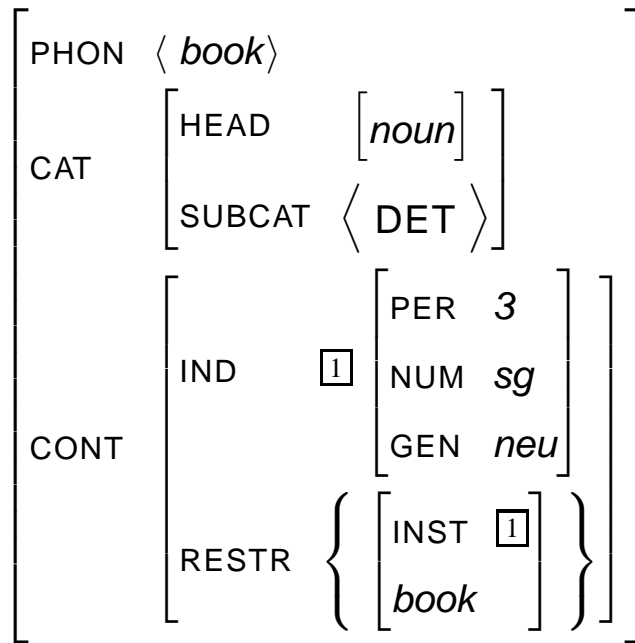 PHON ⟨ book⟩
CAT
HEAD [noun]
SUBCAT ⟨ DET ⟩
CONT
IND 1
PER 3
NUM sg
GEN neu
RESTR
INST 1
book